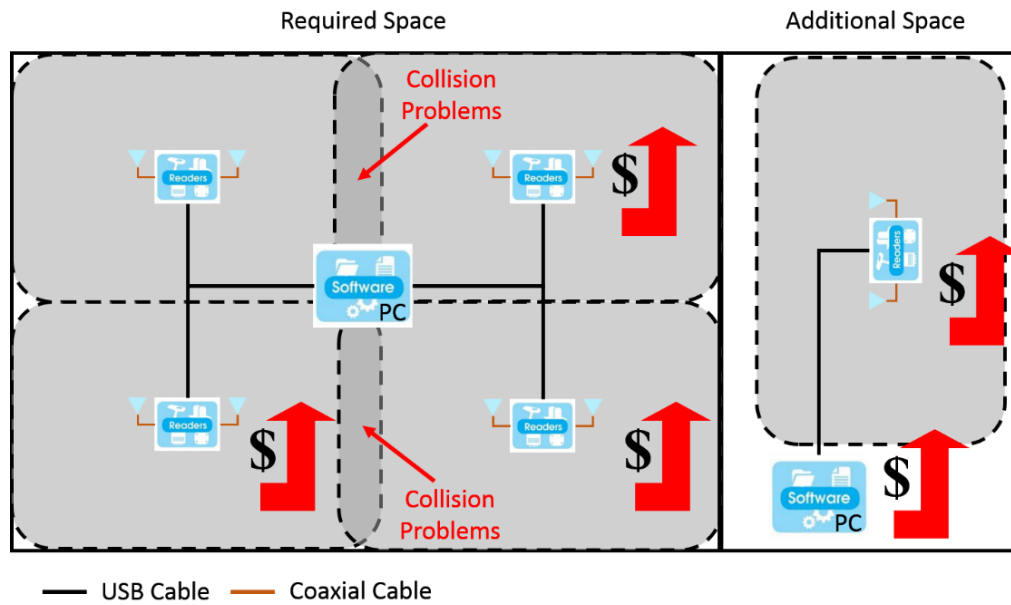 Required Space
Additional Space
Collision
Problems
Readers
Readers
$
Readers
$
Software
PC
Readers
$
Readers
$
Collision
Problems
Software
PC
$
USB Cable
Coaxial Cable